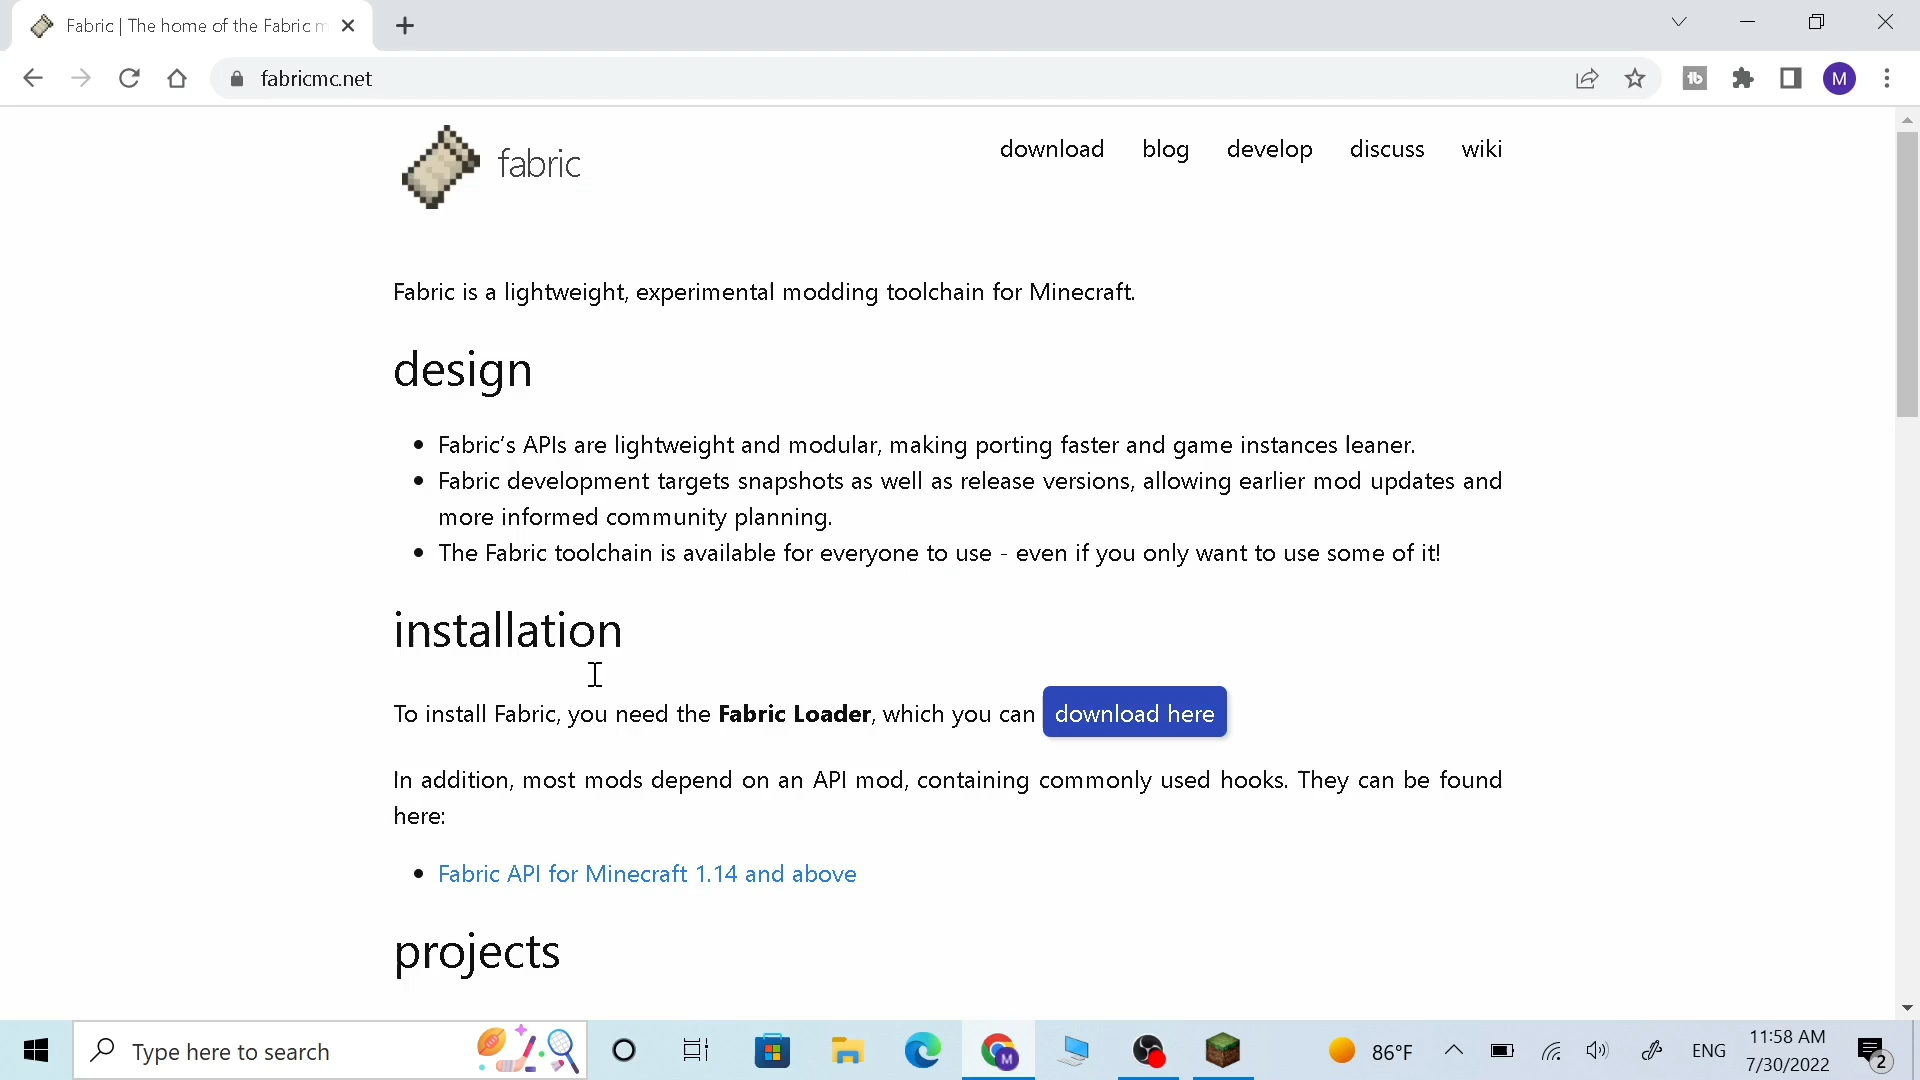 Fabric | The home of the Fabric m
fabricmc.net
M
fabric
download blog develop discuss wiki
Fabric is a lightweight, experimental modding toolchain for Minecraft.
design
Fabric's APIs are lightweight and modular, making porting faster and game instances leaner.
Fabric development targets snapshots as well as release versions, allowing earlier mod updates and
more informed community planning.
The Fabric toolchain is available for everyone to use - even if you only want to use some of it!
installation
To install Fabric, you need the Fabric Loader, which you can download here
In addition, most mods depend on an API mod, containing commonly used hooks. They can be found
here:
Fabric API for Minecraft 1.14 and above
projects
Type here to search
M
86°F
ENG
11:58 AM
7/30/2022
2